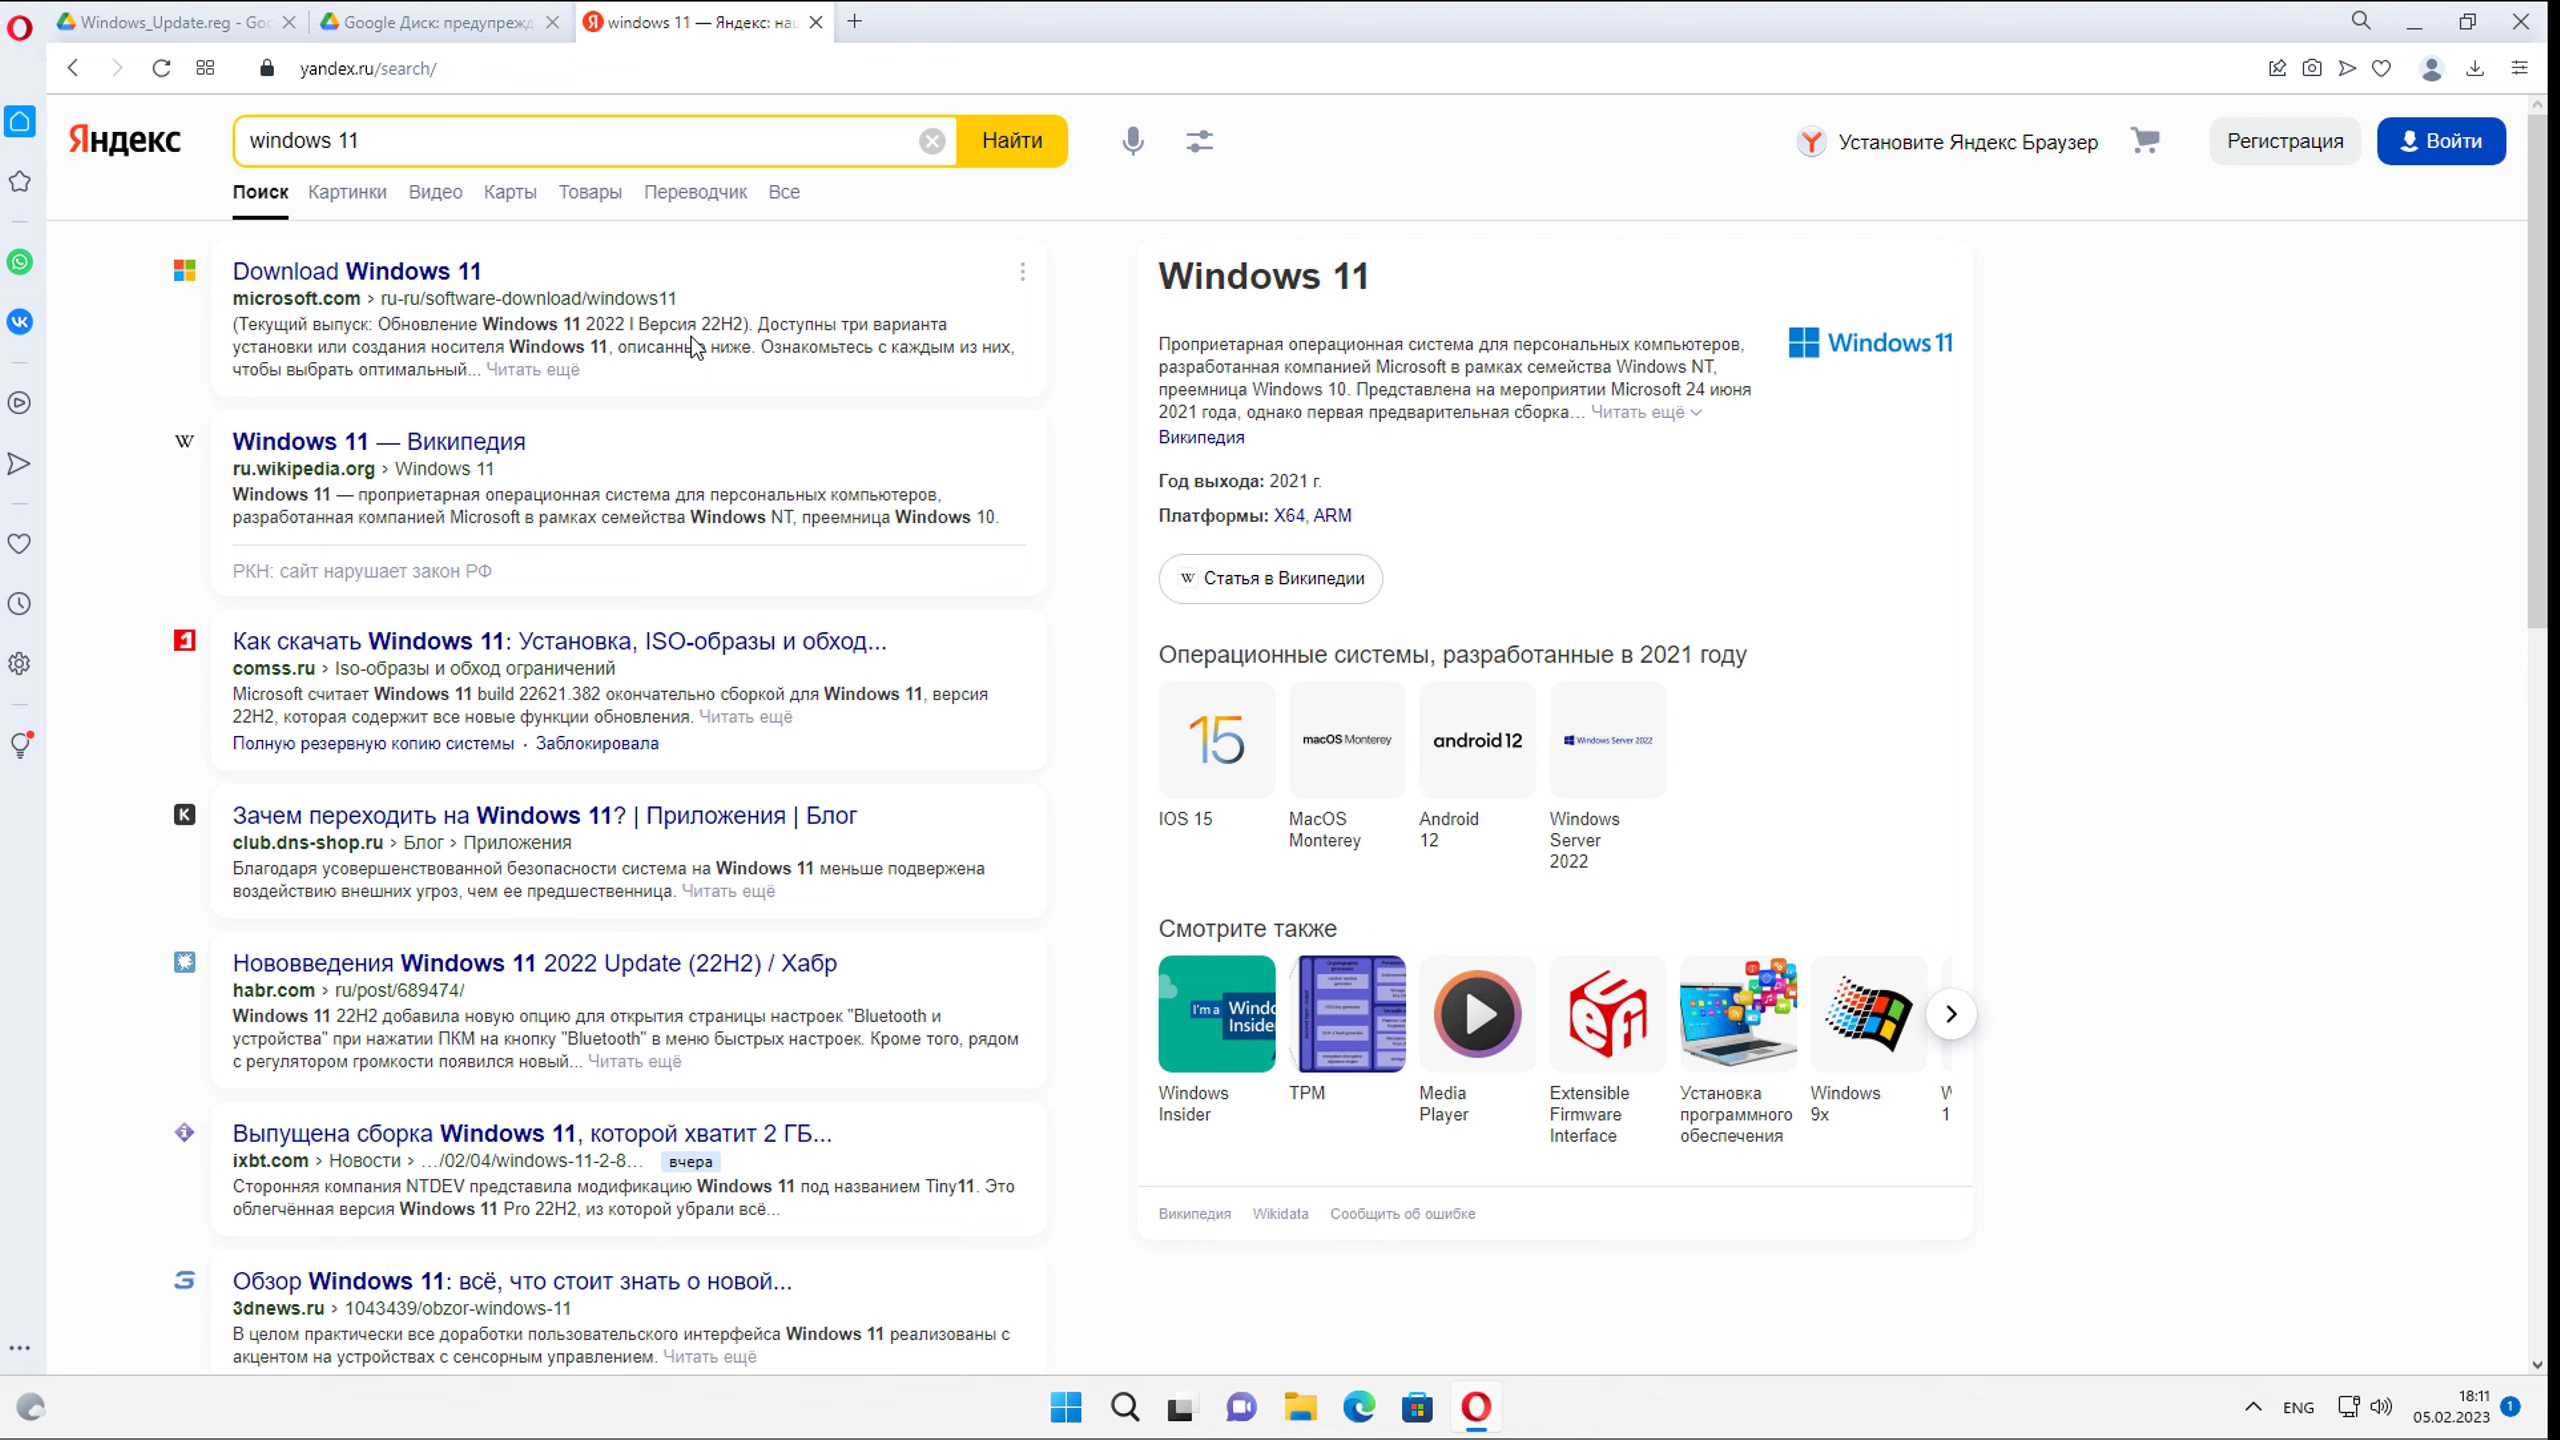 Windows_Update.reg - Goo
Google Диск: предупрежд
windows 11 — Яндекс: на
yandex.ru/search/
Яндекс
windows 11
Найти
Установите Яндекс Браузер
Регистрация
Войти
Поиск Картинки Видео Карты Товары Переводчик Все
Download Windows 11
microsoft.com › ru-ru/software-download/windows11
(Текущий выпуск: Обновление Windows 11 2022 I Версия 22H2). Доступны три варианта
установки или создания носителя Windows 11, описанные ниже. Ознакомьтесь с каждым из них,
чтобы выбрать оптимальный... Читать ещё
Windows 11 — Википедия
ru.wikipedia.org › Windows 11
Windows 11 — проприетарная операционная система для персональных компьютеров,
разработанная компанией Microsoft в рамках семейства Windows NT, преемница Windows 10.
РКН: сайт нарушает закон РФ
Как скачать Windows 11: Установка, ISO-образы и обход...
comss.ru › Iso-образы и обход ограничений
Microsoft считает Windows 11 build 22621.382 окончательно сборкой для Windows 11, версия
22H2, которая содержит все новые функции обновления. Читать ещё
Полную резервную копию системы · Заблокировала
Зачем переходить на Windows 11? | Приложения | Блог
club.dns-shop.ru › Блог › Приложения
Благодаря усовершенствованной безопасности система на Windows 11 меньше подвержена
воздействию внешних угроз, чем ее предшественница. Читать ещё
Нововведения Windows 11 2022 Update (22H2) / Хабр
habr.com › ru/post/689474/
Windows 11 22H2 добавила новую опцию для открытия страницы настроек "Bluetooth и
устройства" при нажатии ПКМ на кнопку "Bluetooth" в меню быстрых настроек. Кроме того, рядом
с регулятором громкости появился новый... Читать ещё
Выпущена сборка Windows 11, которой хватит 2 ГБ...
ixbt.com › Новости › …/02/04/windows-11-2-8... вчера
Сторонняя компания NTDEV представила модификацию Windows 11 под названием Tiny11. Это
облегчённая версия Windows 11 Pro 22H2, из которой убрали всё...
Обзор Windows 11: всё, что стоит знать о новой...
3dnews.ru › 1043439/obzor-windows-11
В целом практически все доработки пользовательского интерфейса Windows 11 реализованы с
акцентом на устройствах с сенсорным управлением. Читать ещё
Windows 11
Проприетарная операционная система для персональных компьютеров,
разработанная компанией Microsoft в рамках семейства Windows NT,
преемница Windows 10. Представлена на мероприятии Microsoft 24 июня
2021 года, однако первая предварительная сборка... Читать ещё
Windows 11
Википедия
Год выхода: 2021 г.
Платформы: X64, ARM
W Статья в Википедии
Операционные системы, разработанные в 2021 году
15
macOS Monterey
android 12
Windows Server 2022
IOS 15
MacOS
Monterey
Android
12
Windows
Server
2022
Смотрите также
I'm a
Windo
Inside
UEFI
Windows
Insider
TPM
Media
Player
Extensible
Firmware
Interface
Установка
программного
обеспечения
Windows
9x
Википедия Wikidata Сообщить об ошибке
ENG
18:11
05.02.2023
1